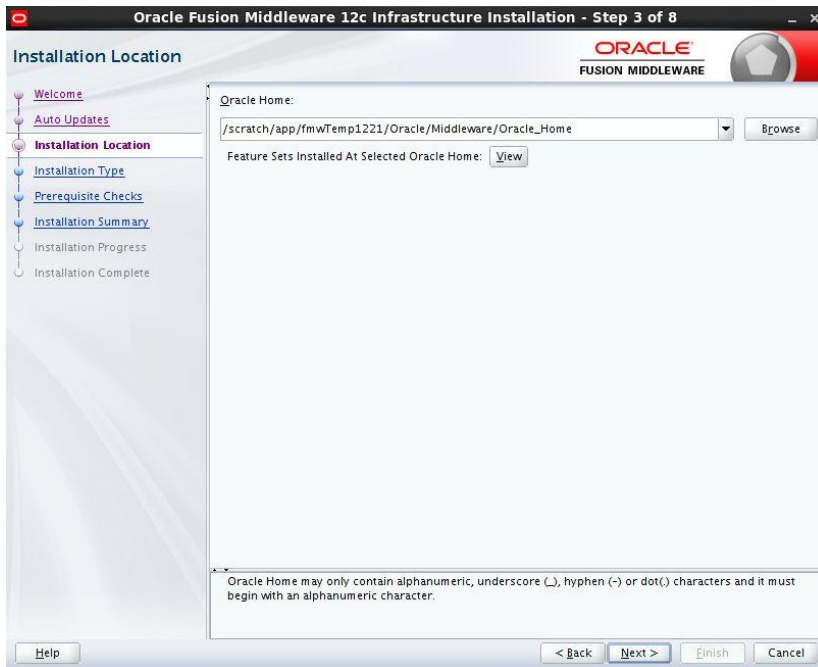 Oracle Fusion Middleware 12c Infrastructure Installation - Step 3 of 8
Installation Location
ORACLE
FUSION MIDDLEWARE
Welcome
Auto Updates
Installation Location
Installation Type
Prerequisite Checks
Installation Summary
Installation Progress
Installation Complete
Oracle Home:
/scratch/app/fmwTemp1221/Oracle/Middleware/Oracle_Home
Browse
Feature Sets Installed At Selected Oracle Home: View
Oracle Home may only contain alphanumeric, underscore (_), hyphen (-) or dot(.) characters and it must
begin with an alphanumeric character.
Help
< Back Next > Finish Cancel